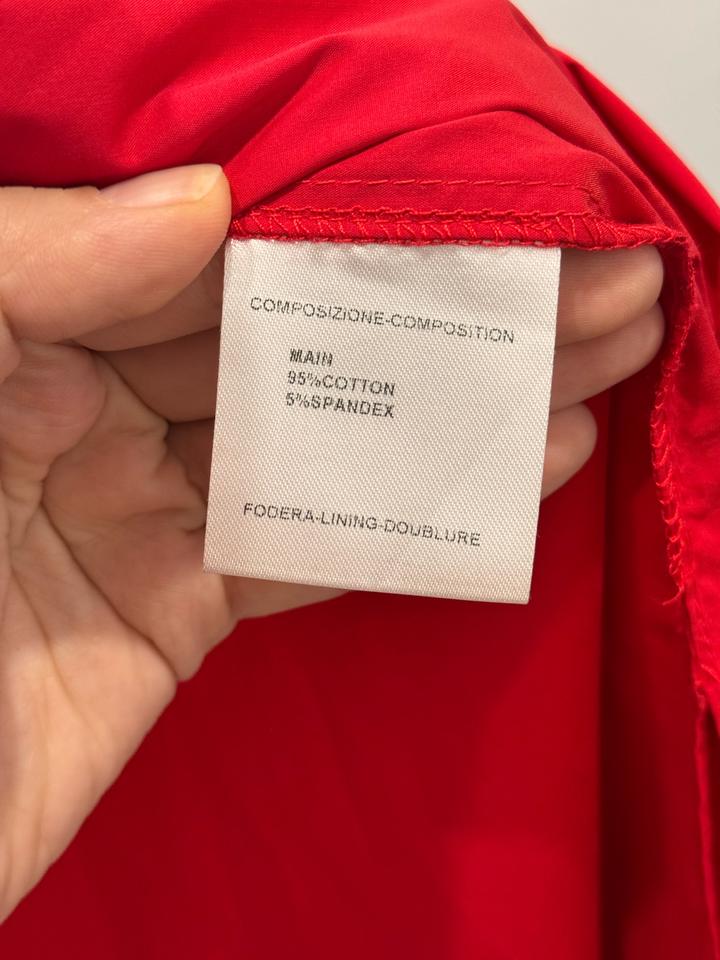 COMPOSIZIONE-COMPOSITION
MAIN
95%COTTON
5%SPANDEX
FODERA-LINING-DOUBLURE